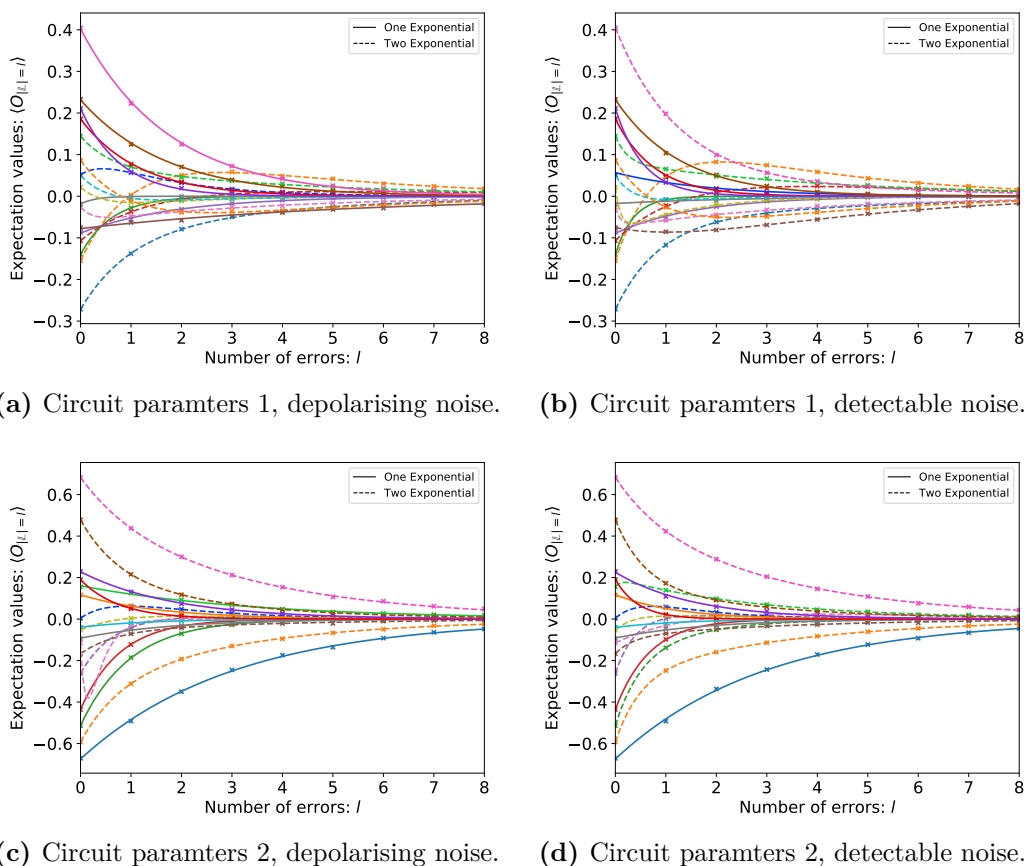 0.4
0.3
0.2
0.1
0.0
−0.1
−0.2
−0.3
0 1 2 3 4 5 6 7 8
Expectation values: ⟨O|𝕃| = l⟩
Number of errors: l
One Exponential
Two Exponential
(a) Circuit paramters 1, depolarising noise.
0.4
0.3
0.2
0.1
0.0
−0.1
−0.2
−0.3
0 1 2 3 4 5 6 7 8
Expectation values: ⟨O|𝕃| = l⟩
Number of errors: l
One Exponential
Two Exponential
(b) Circuit paramters 1, detectable noise.
0.6
0.4
0.2
0.0
−0.2
−0.4
−0.6
0 1 2 3 4 5 6 7 8
Expectation values: ⟨O|𝕃| = l⟩
Number of errors: l
One Exponential
Two Exponential
(c) Circuit paramters 2, depolarising noise.
0.6
0.4
0.2
0.0
−0.2
−0.4
−0.6
0 1 2 3 4 5 6 7 8
Expectation values: ⟨O|𝕃| = l⟩
Number of errors: l
One Exponential
Two Exponential
(d) Circuit paramters 2, detectable noise.